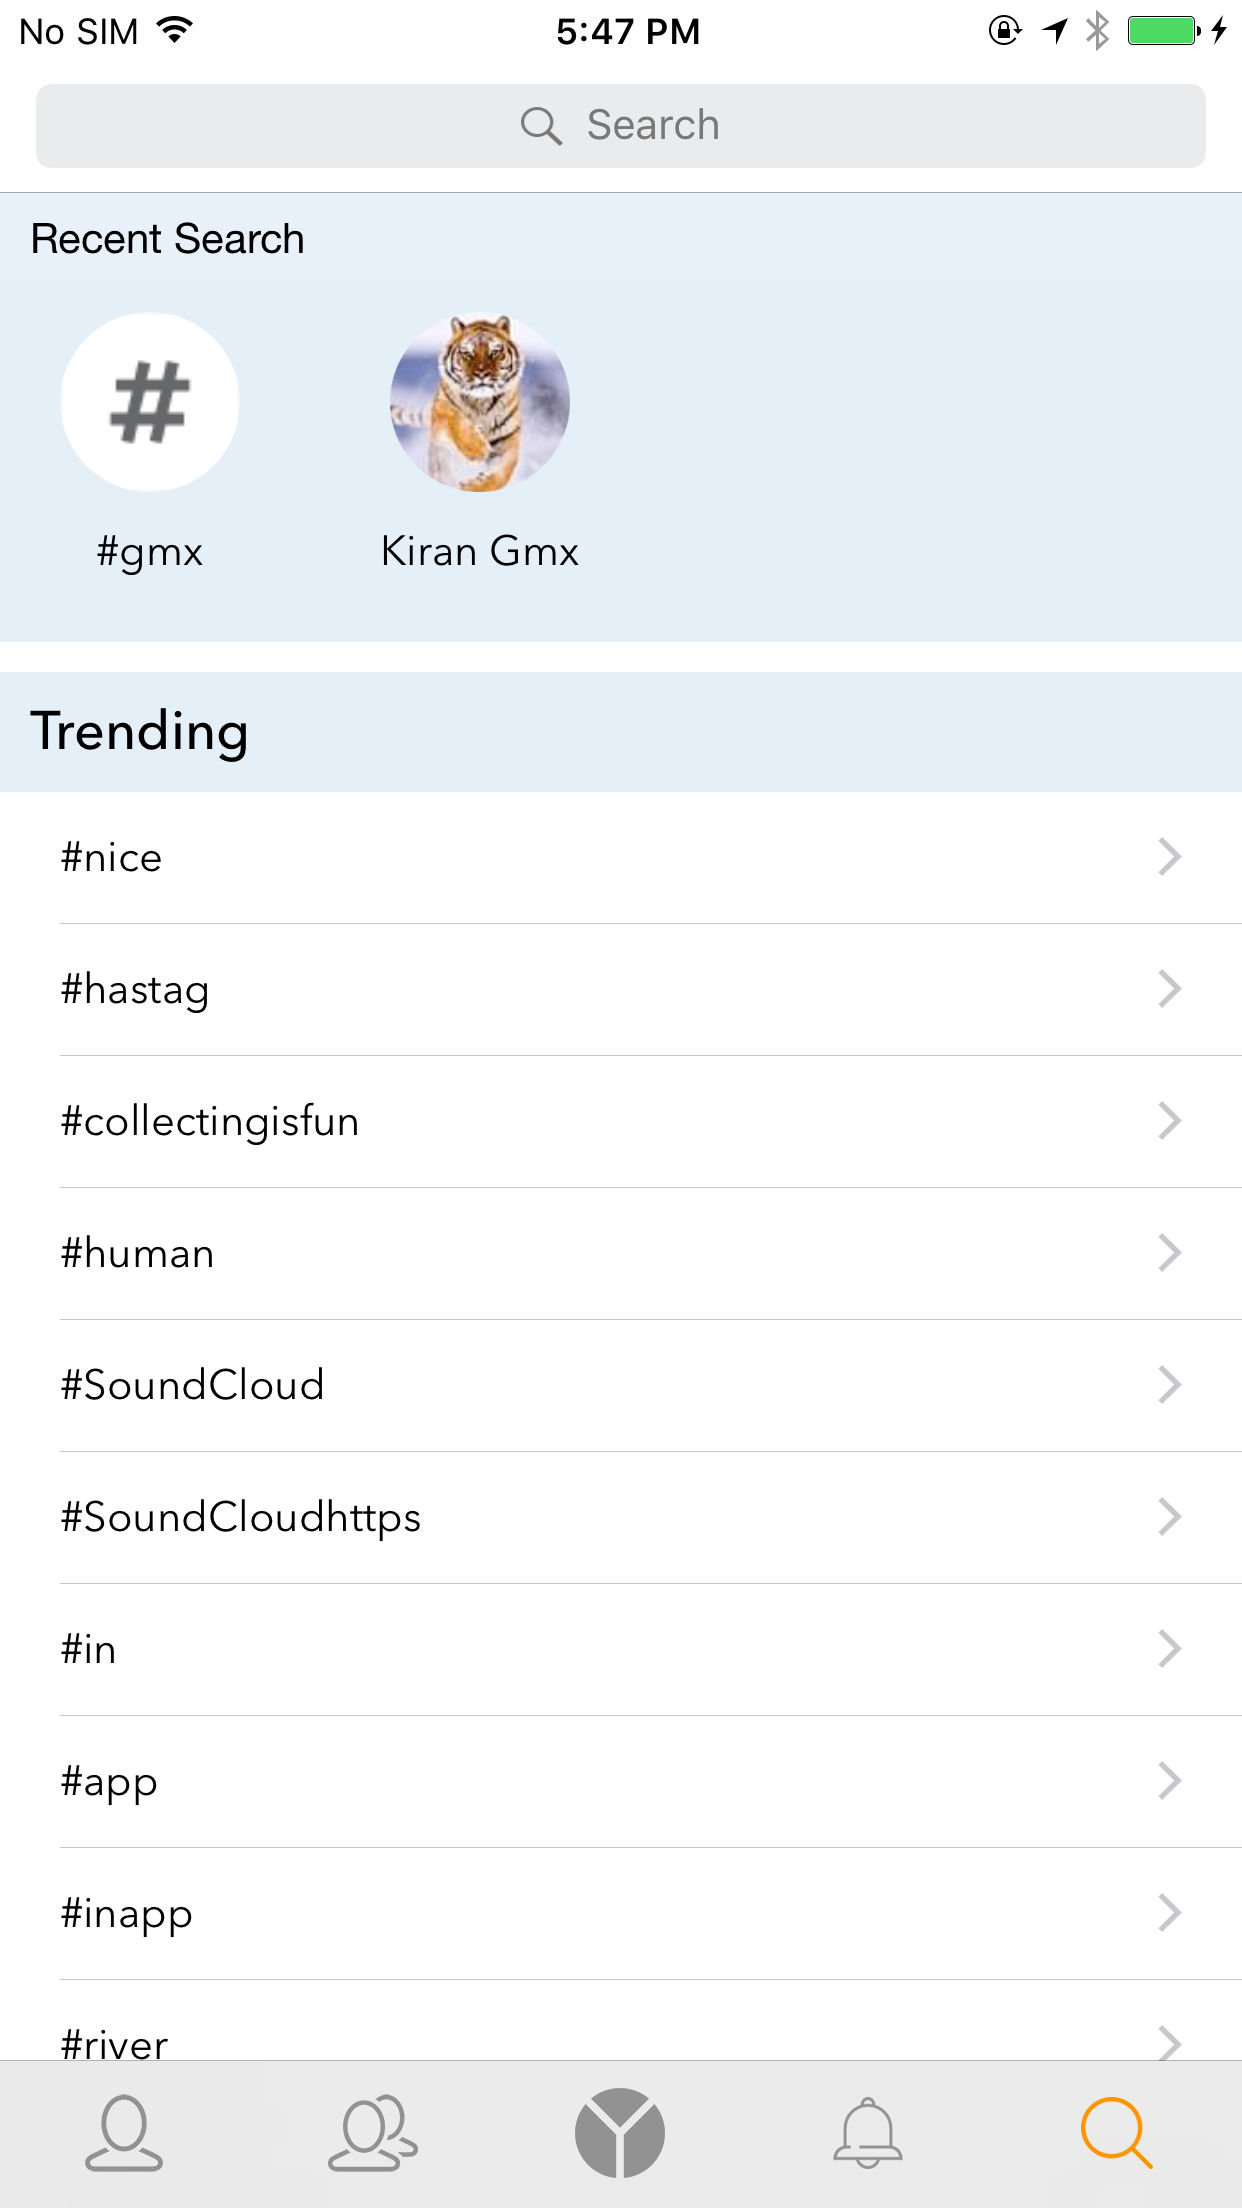 No SIM 5:47 PM
Search
Recent Search
#
#gmx Kiran Gmx
Trending
#nice
#hastag
#collectingisfun
#human
#SoundCloud
#SoundCloudhttps
#in
#app
#inapp
#river